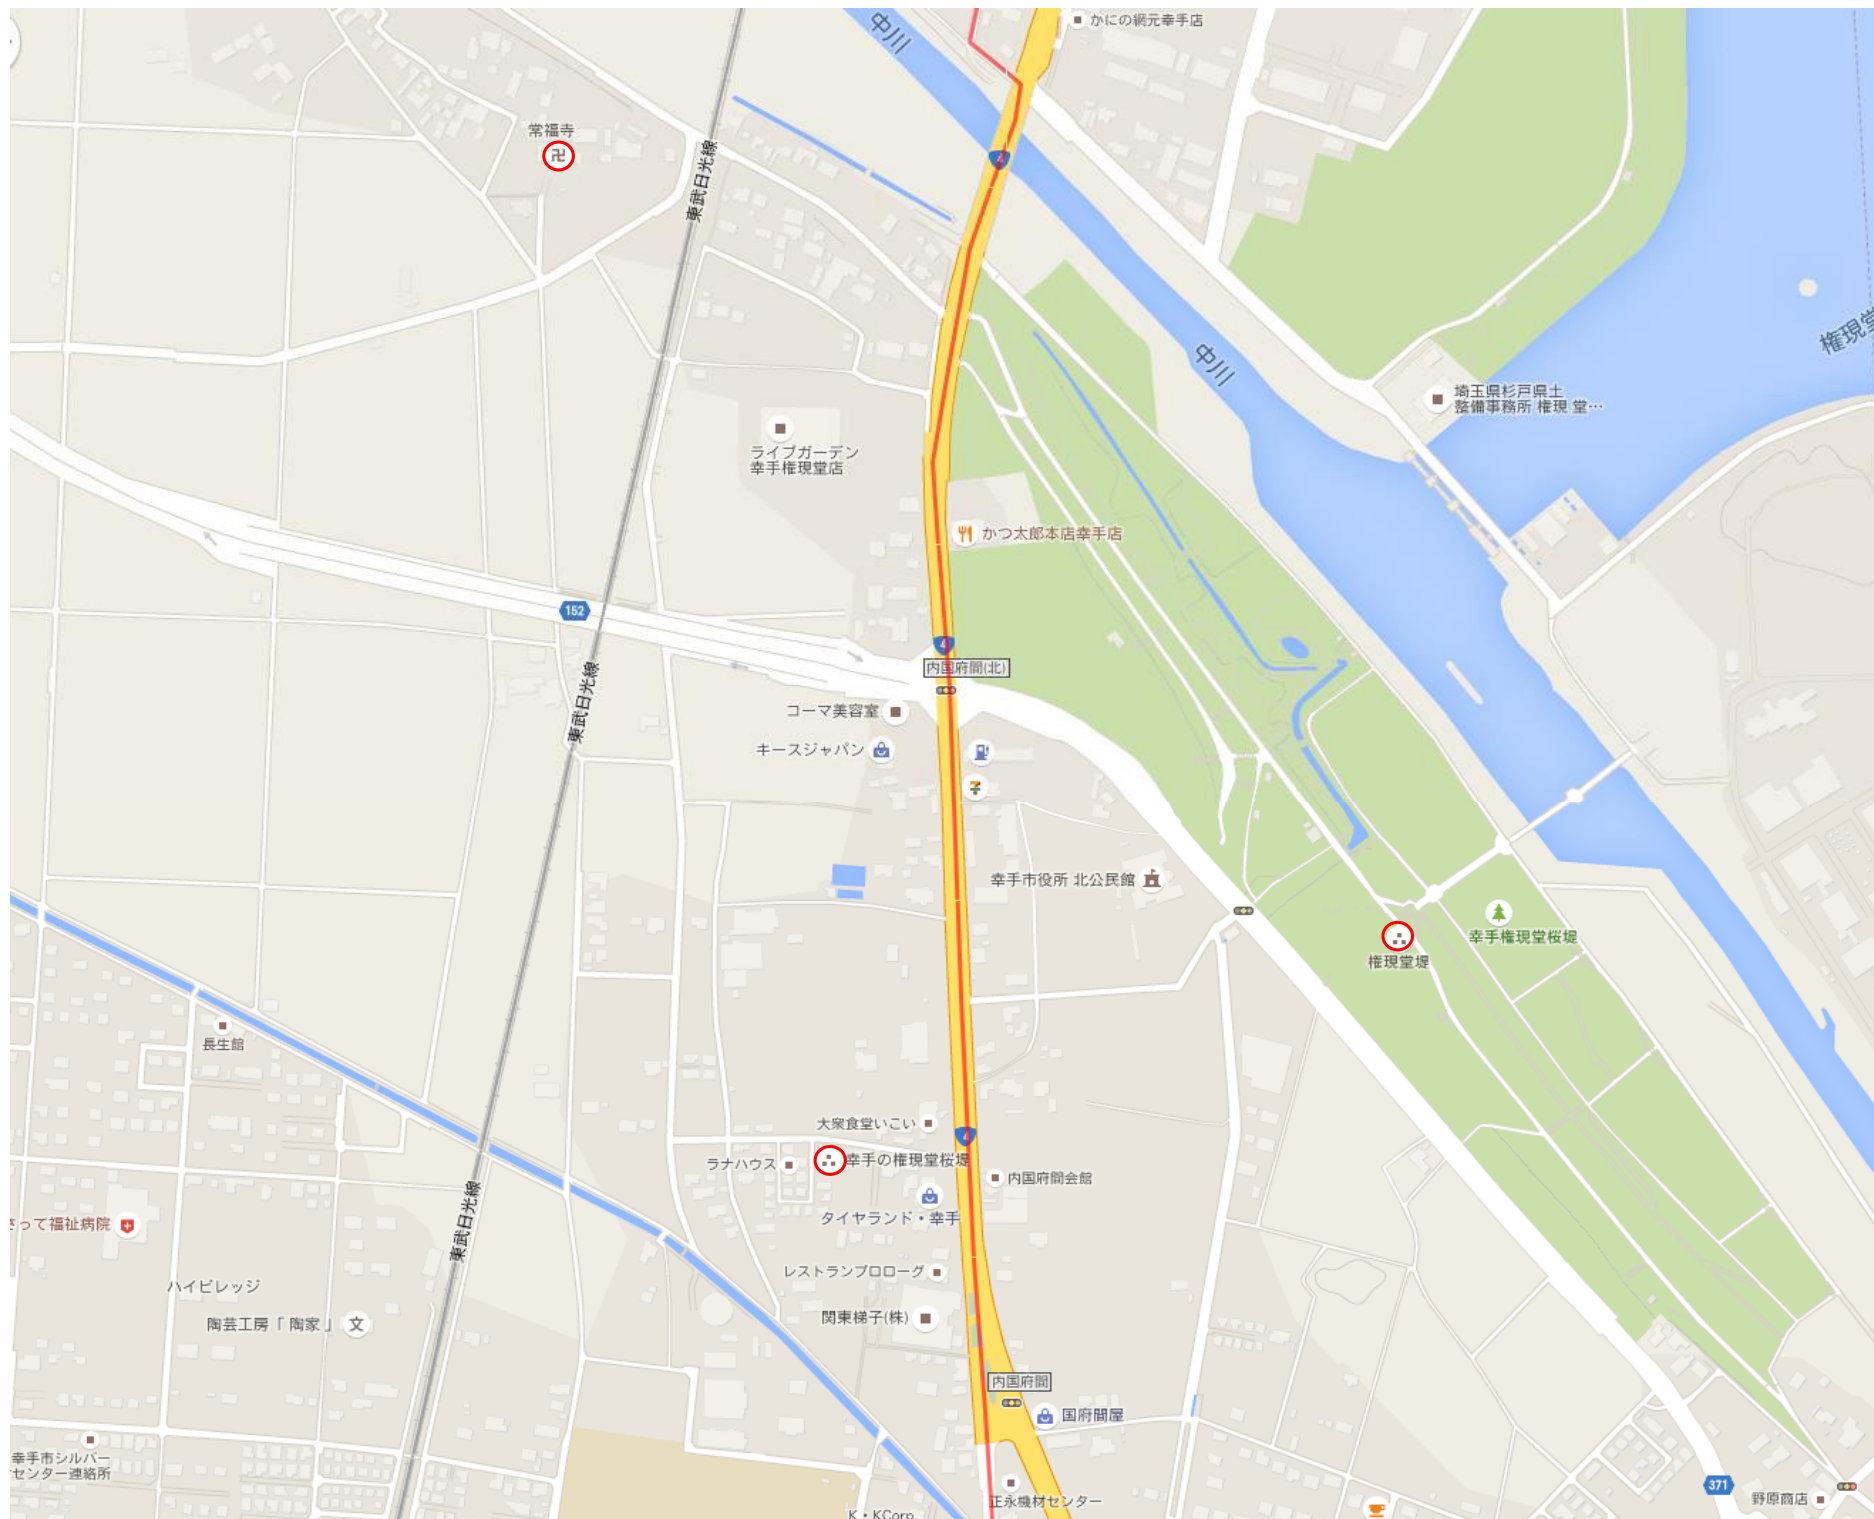 中川
かにの網元幸手店
常福寺
卍
東武日光線
4
中川
権現堂
埼玉県杉戸県土
整備事務所 権現 堂…
ライブガーデン
幸手権現堂店
かつ太郎本店幸手店
152
4
内国府間(北)
東武日光線
コーマ美容室
キースジャパン
幸手市役所 北公民館
幸手権現堂桜堤
権現堂堤
長生館
大衆食堂いこい
4
ラナハウス
幸手の権現堂桜堤
内国府間会館
タイヤランド・幸手
さって福祉病院
東武日光線
レストランプロローグ
ハイビレッジ
関東梯子(株)
陶芸工房「 陶家 」
文
内国府間
国府間屋
幸手市シルバー
センター連絡所
371
正永機材センター
野原商店
K・KCorp